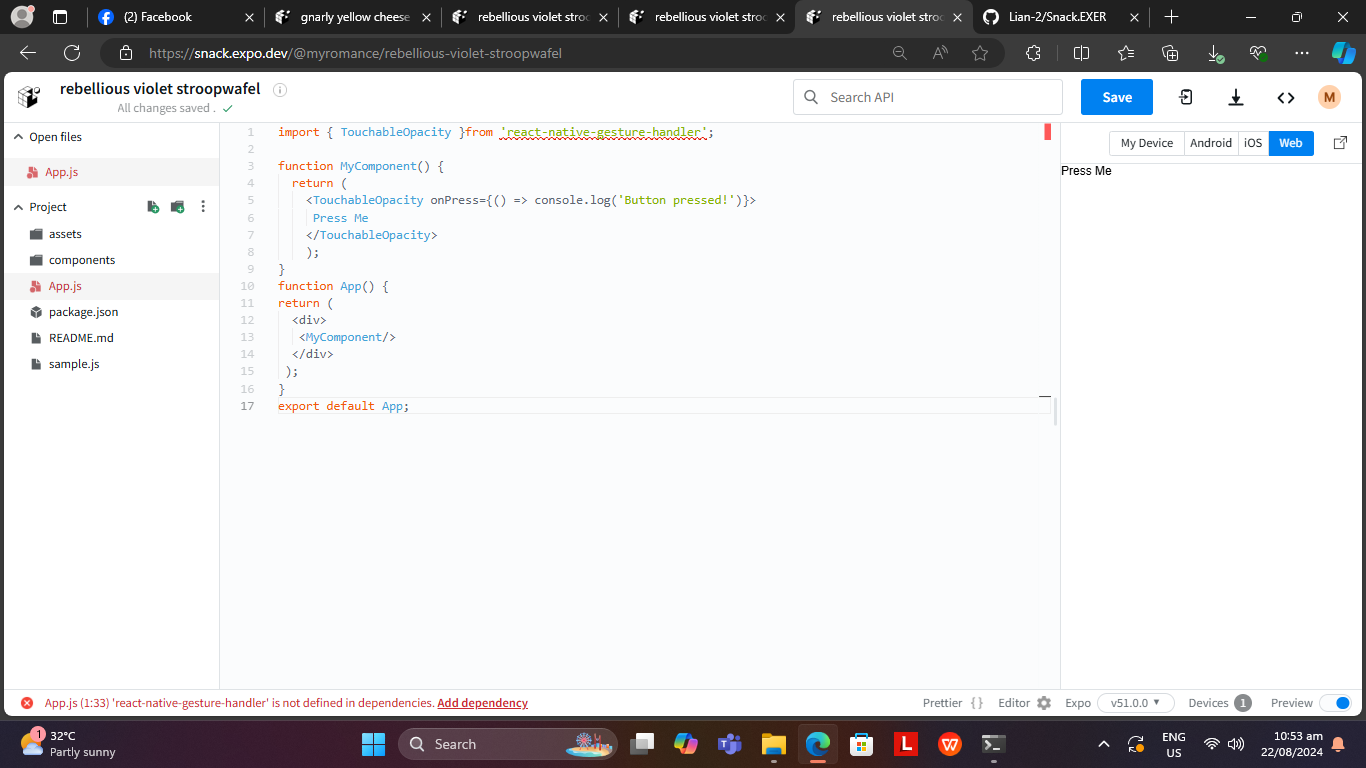 (2) Facebook
gnarly yellow cheese
rebellious violet stroo
rebellious violet stroo
rebellious violet stroo
Lian-2/Snack.EXER
https://snack.expo.dev/@myromance/rebellious-violet-stroopwafel
rebellious violet stroopwafel
All changes saved .
Search API
Save
M
Open files
App.js
Project
assets
components
App.js
package.json
README.md
sample.js
1 import { TouchableOpacity }from 'react-native-gesture-handler';
2
3 function MyComponent() {
4 return (
5 <TouchableOpacity onPress={() => console.log('Button pressed!')}>
6 Press Me
7 </TouchableOpacity>
8 );
9 }
10 function App() {
11 return (
12 <div>
13 <MyComponent/>
14 </div>
15 );
16 }
17 export default App;
My Device Android iOS Web
Press Me
App.js (1:33) 'react-native-gesture-handler' is not defined in dependencies. Add dependency
Prettier { } Editor Expo v51.0.0 Devices 1 Preview
1
32°C
Partly sunny
Search
L
W
ENG
US
10:53 am
22/08/2024